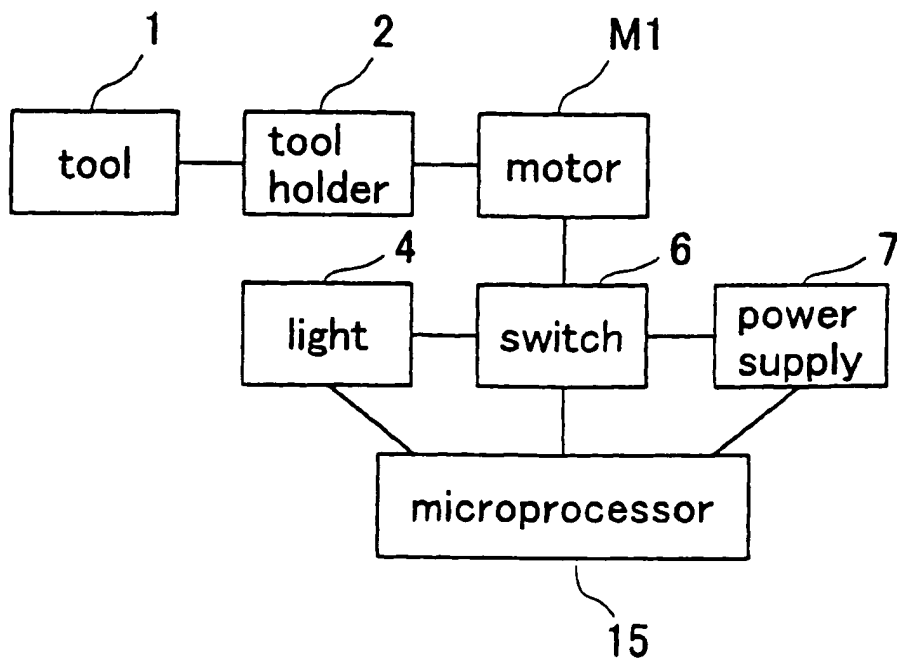 1
2
M1
tool
tool
holder
motor
4
6
7
light
switch
power
supply
microprocessor
15